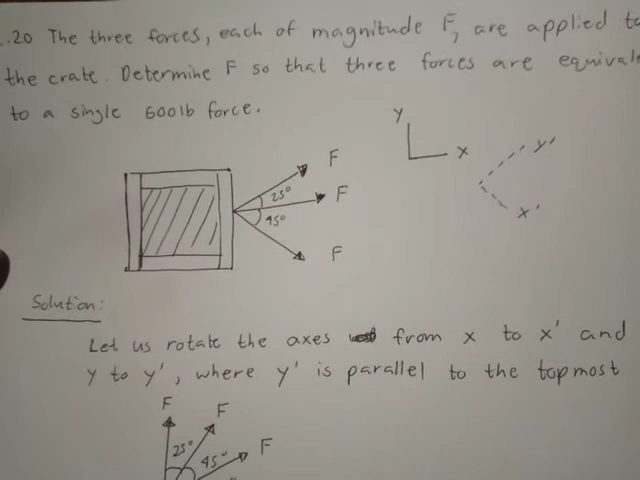 .20 The three forces, each of magnitude F, are applied to
the crate. Determine F so that three forces are equivale
to a single 600lb force.
y
x
y'
x'
F
25°
F
45°
F
Solution:
Let us rotate the axes from x to x' and
y to y', where y' is parallel to the topmost
F
F
25°
45°
F